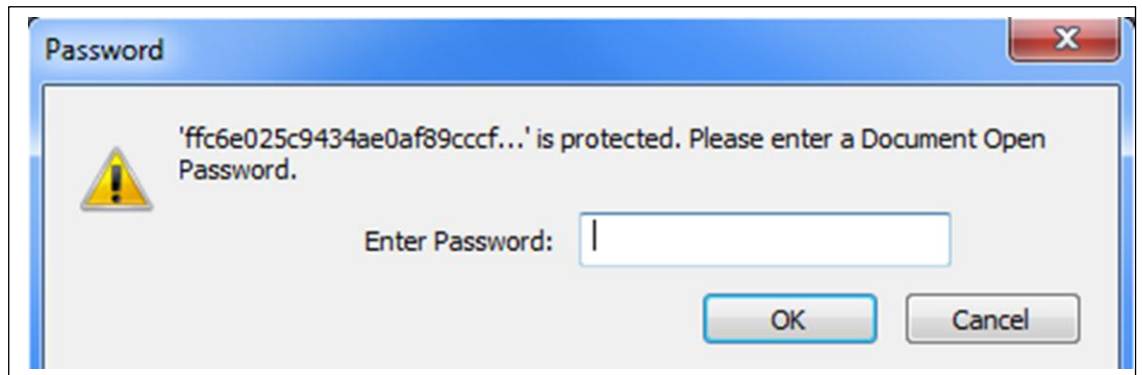 Password
'ffc6e025c9434ae0af89cccf...' is protected. Please enter a Document Open
Password.
Enter Password:
OK
Cancel